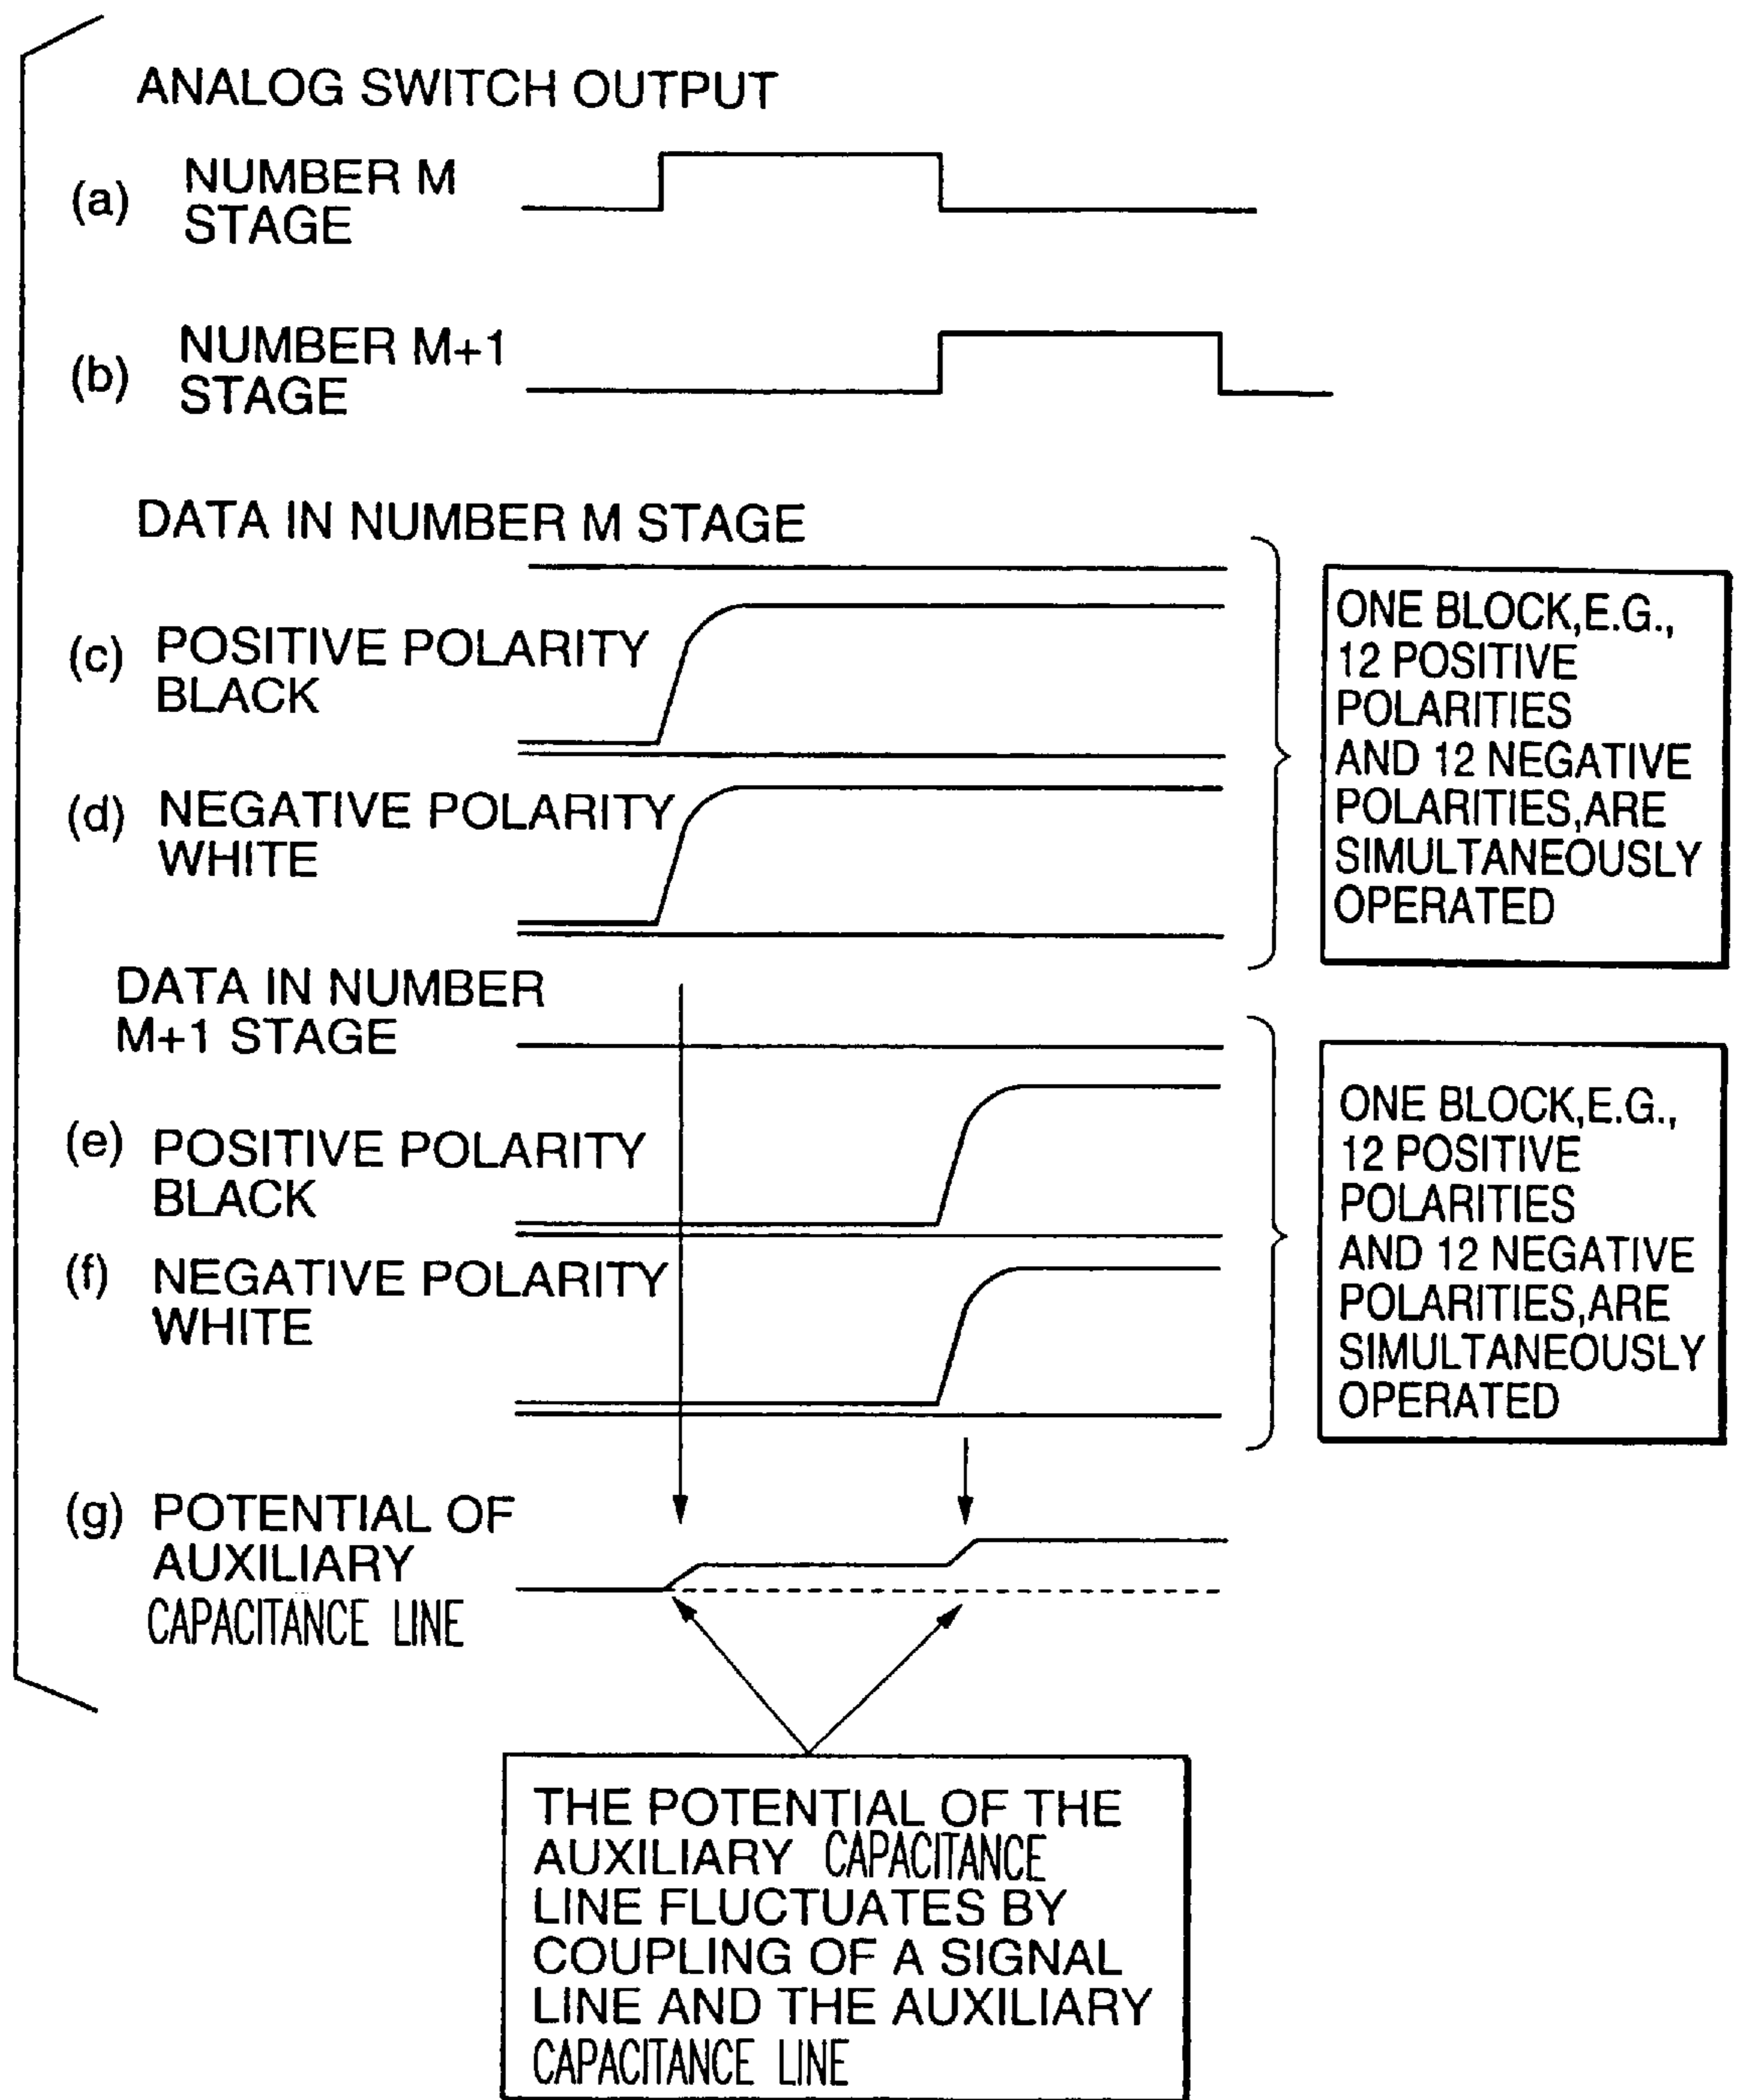 ANALOG SWITCH OUTPUT
(a) NUMBER M
STAGE
(b) NUMBER M+1
STAGE
DATA IN NUMBER M STAGE
(c) POSITIVE POLARITY
BLACK
(d) NEGATIVE POLARITY
WHITE
ONE BLOCK,E.G.,
12 POSITIVE
POLARITIES
AND 12 NEGATIVE
POLARITIES,ARE
SIMULTANEOUSLY
OPERATED
DATA IN NUMBER
M+1 STAGE
(e) POSITIVE POLARITY
BLACK
(f) NEGATIVE POLARITY
WHITE
ONE BLOCK,E.G.,
12 POSITIVE
POLARITIES
AND 12 NEGATIVE
POLARITIES,ARE
SIMULTANEOUSLY
OPERATED
(g) POTENTIAL OF
AUXILIARY
CAPACITANCE LINE
THE POTENTIAL OF THE
AUXILIARY CAPACITANCE
LINE FLUCTUATES BY
COUPLING OF A SIGNAL
LINE AND THE AUXILIARY
CAPACITANCE LINE